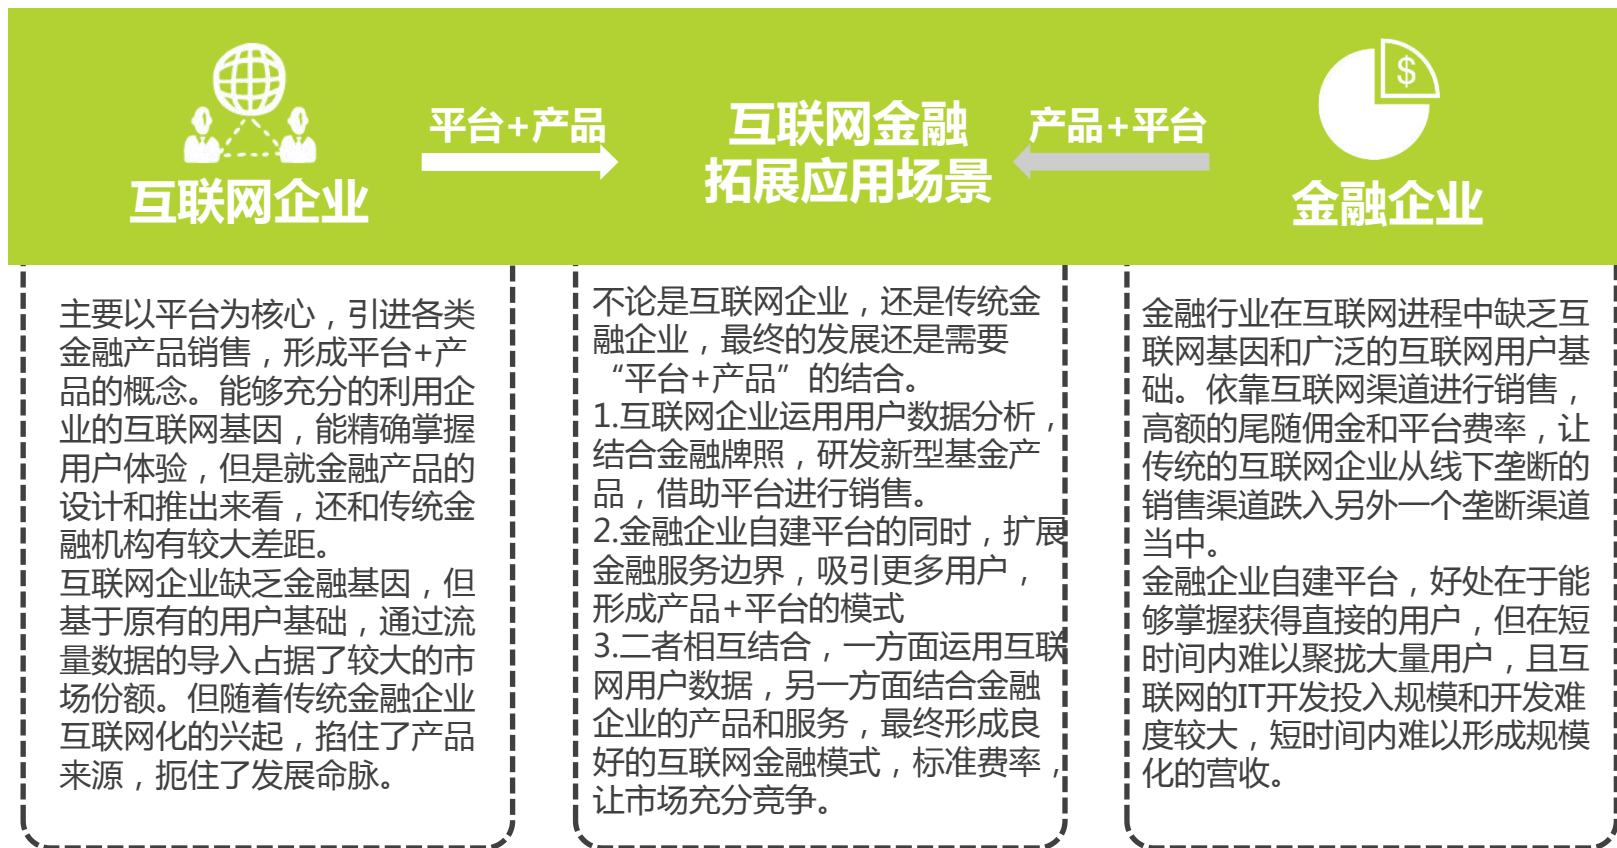 $
平台+产品
互联网金融
拓展应用场景
产品+平台
互联网企业
金融企业
主要以平台为核心，引进各类
金融产品销售，形成平台+产
品的概念。能够充分的利用企
业的互联网基因，能精确掌握
用户体验，但是就金融产品的
设计和推出来看，还和传统金
融机构有较大差距。
互联网企业缺乏金融基因，但
基于原有的用户基础，通过流
量数据的导入占据了较大的市
场份额。但随着传统金融企业
互联网化的兴起，掐住了产品
来源，扼住了发展命脉。
不论是互联网企业，还是传统金
融企业，最终的发展还是需要
“平台+产品”的结合。
1.互联网企业运用用户数据分析，
结合金融牌照，研发新型基金产
品，借助平台进行销售。
2.金融企业自建平台的同时，扩展
金融服务边界，吸引更多用户，
形成产品+平台的模式
3.二者相互结合，一方面运用互联
网用户数据，另一方面结合金融
企业的产品和服务，最终形成良
好的互联网金融模式，标准费率，
让市场充分竞争。
金融行业在互联网进程中缺乏互
联网基因和广泛的互联网用户基
础。依靠互联网渠道进行销售，
高额的尾随佣金和平台费率，让
传统的互联网企业从线下垄断的
销售渠道跌入另外一个垄断渠道
当中。
金融企业自建平台，好处在于能
够掌握获得直接的用户，但在短
时间内难以聚拢大量用户，且互
联网的IT开发投入规模和开发难
度较大，短时间内难以形成规模
化的营收。